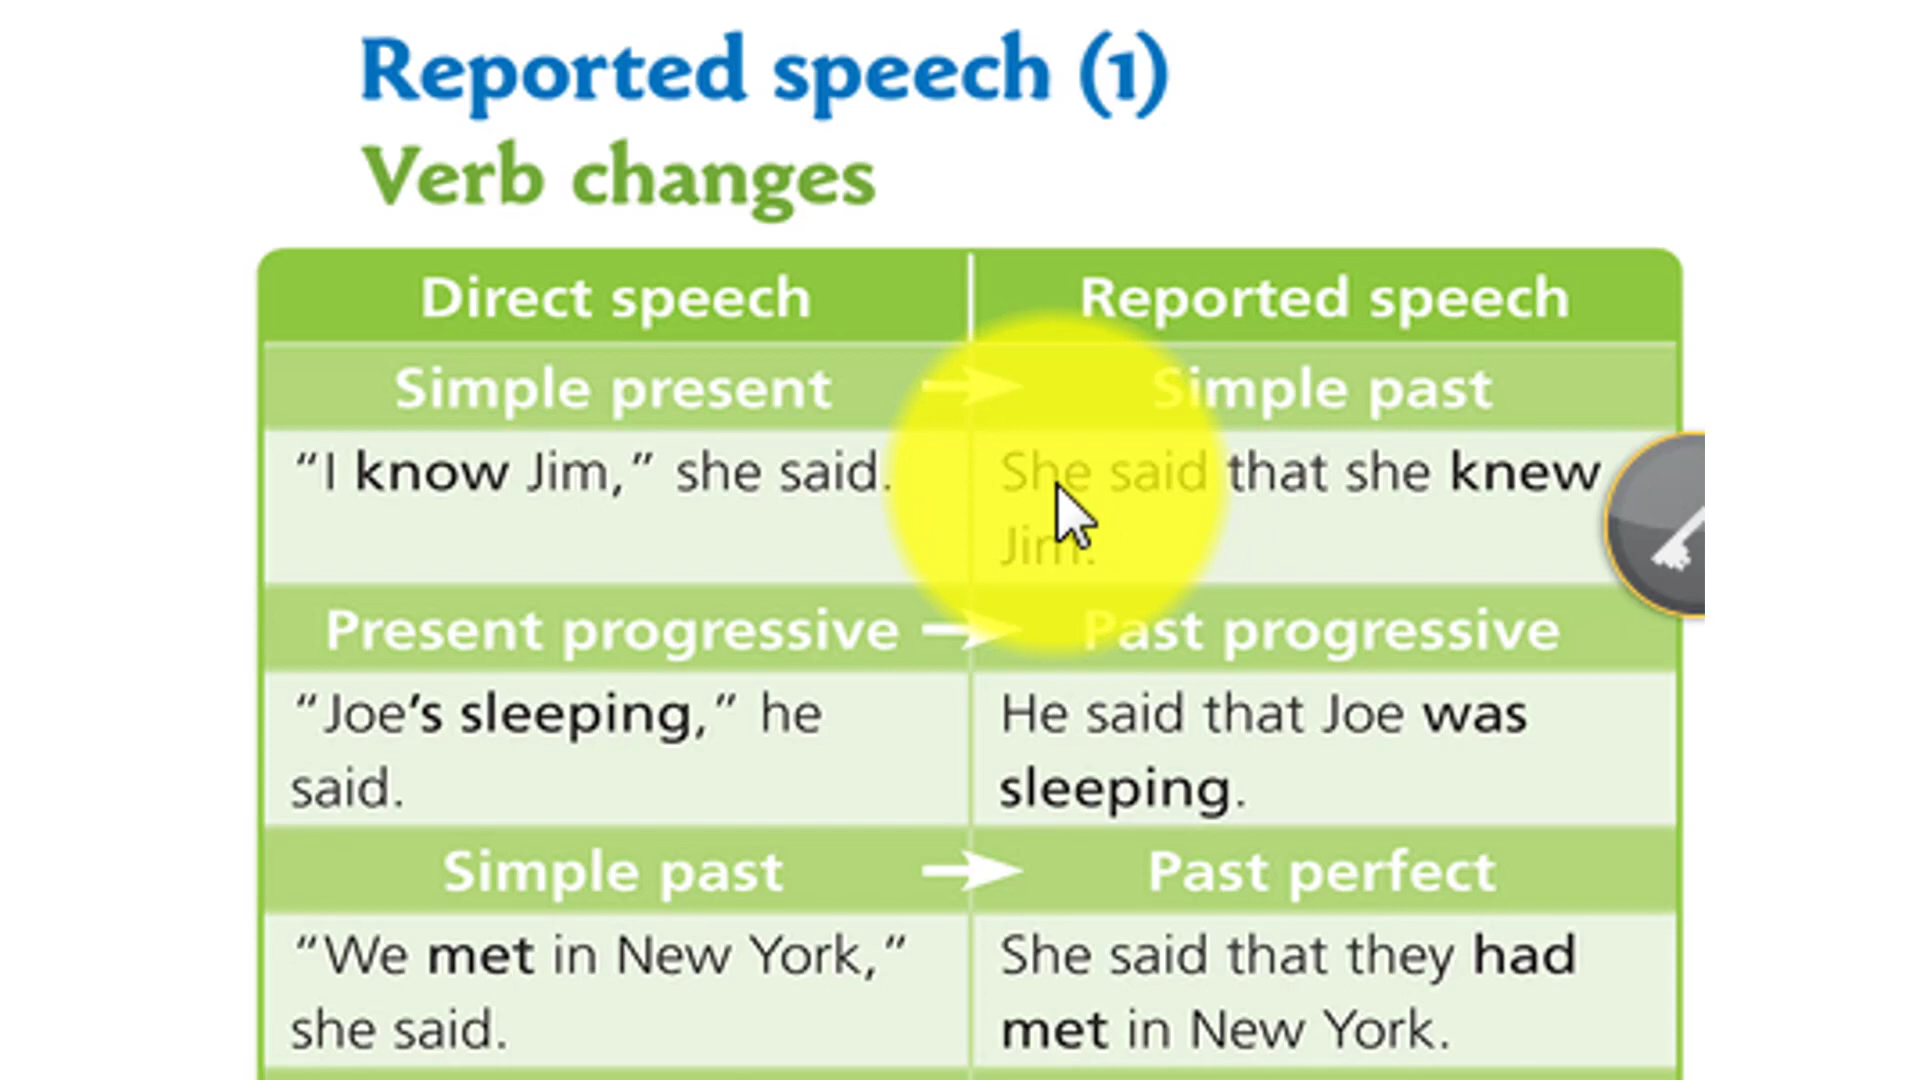 Reported speech (1)
Verb changes
Direct speech
Reported speech
Simple present
Simple past
“I know Jim,” she said.
She said that she knew
Jim.
Present progressive
Past progressive
“Joe’s sleeping,” he
said.
He said that Joe was
sleeping.
Simple past
Past perfect
“We met in New York,”
she said.
She said that they had
met in New York.